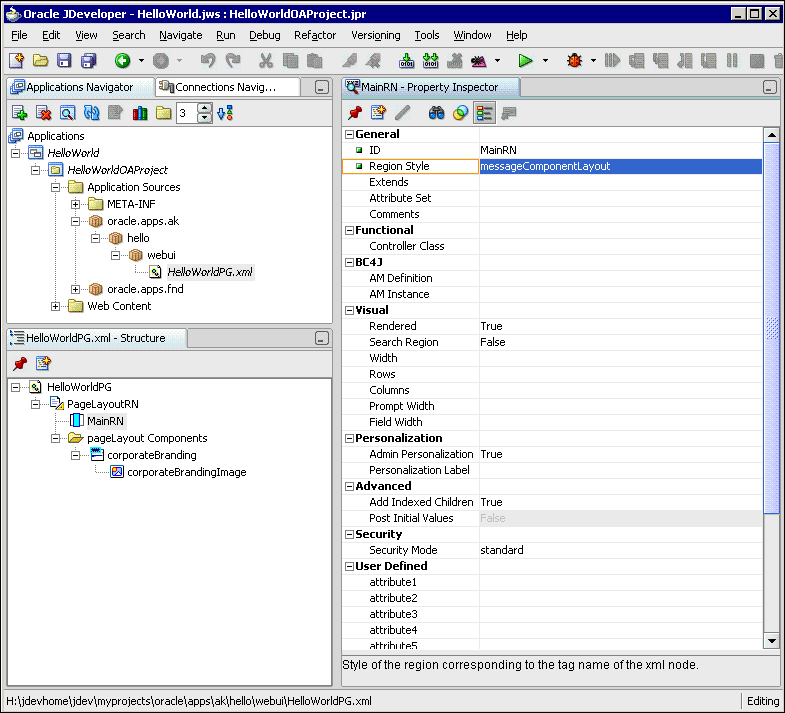 Oracle JDeveloper - HelloWorld.jws : HelloWorldOAProject.jpr
File Edit View Search Navigate Run Debug Refactor Versioning Tools Window Help
Applications Navigator
Connections Navig...
3
Applications
HelloWorld
HelloWorldOAProject
Application Sources
META-INF
oracle.apps.ak
hello
webui
HelloWorldPG.xml
oracle.apps.fnd
Web Content
HelloWorldPG.xml - Structure
HelloWorldPG
PageLayoutRN
MainRN
pageLayout Components
corporateBranding
corporateBrandingImage
MainRN - Property Inspector
General
ID MainRN
Region Style messageComponentLayout
Extends
Attribute Set
Comments
Functional
Controller Class
BC4J
AM Definition
AM Instance
Visual
Rendered True
Search Region False
Width
Rows
Columns
Prompt Width
Field Width
Personalization
Admin Personalization True
Personalization Label
Advanced
Add Indexed Children True
Post Initial Values False
Security
Security Mode standard
User Defined
attribute1
attribute2
attribute3
attribute4
attribute5
Style of the region corresponding to the tag name of the xml node.
H:\jdevhome\jdev\myprojects\oracle\apps\ak\hello\webui\HelloWorldPG.xml
Editing